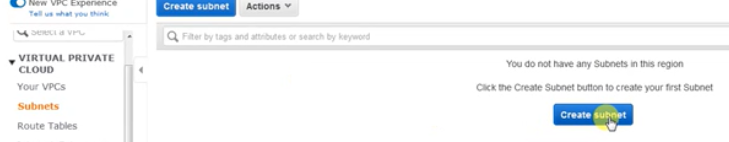 New VPC Experience
Tell us what you think
Select a VPC
VIRTUAL PRIVATE
CLOUD
Your VPCs
Subnets
Route Tables
Create subnet
Actions
Filter by tags and attributes or search by keyword
You do not have any Subnets in this region
Click the Create Subnet button to create your first Subnet
Create subnet